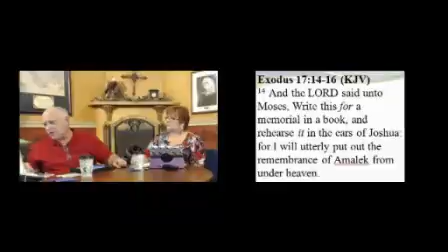 Exodus 17:14-16 (KJV)
14 And the LORD said unto
Moses, Write this for a
memorial in a book, and
rehearse it in the ears of Joshua:
for I will utterly put out the
remembrance of Amalek from
under heaven.